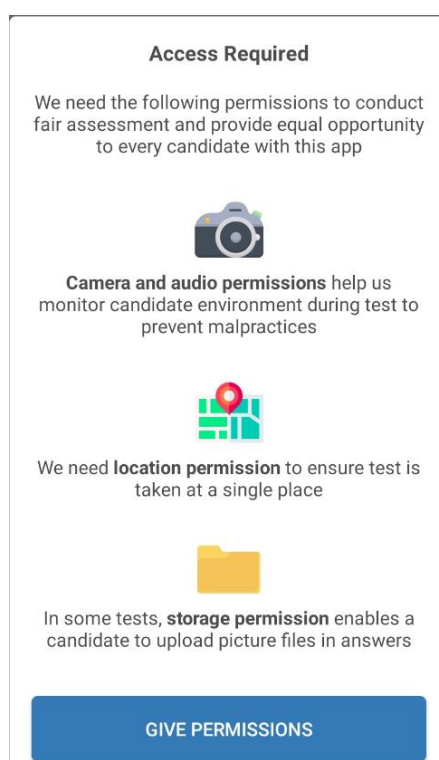 Access Required
We need the following permissions to conduct
fair assessment and provide equal opportunity
to every candidate with this app
Camera and audio permissions help us
monitor candidate environment during test to
prevent malpractices
We need location permission to ensure test is
taken at a single place
In some tests, storage permission enables a
candidate to upload picture files in answers
GIVE PERMISSIONS